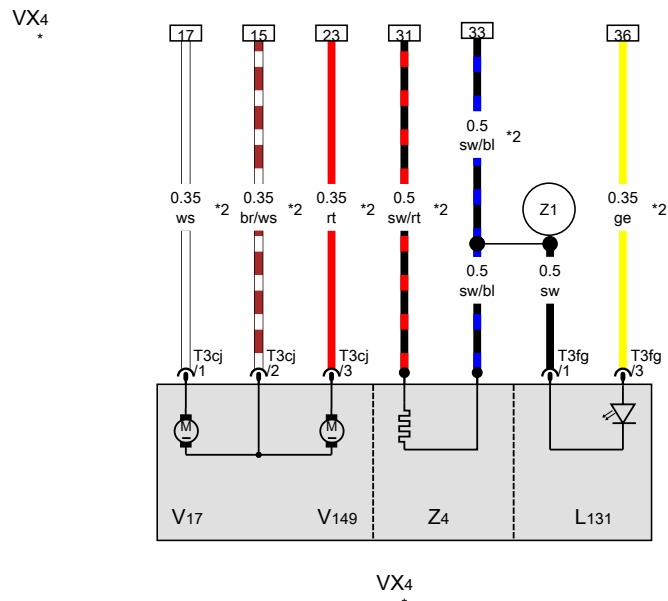 VX4
*
17 15 23 31 33 36
0.5
sw/bl *2
0.35 0.35 0.35 0.5 Z1 0.35
ws *2 br/ws *2 rt *2 sw/rt *2 ge *2
0.5 0.5
sw/bl sw
T3cj T3cj T3cj T3fg T3fg
/1 /2 /3 /1 /3
M M
V17 V149 Z4 L131
VX4
*